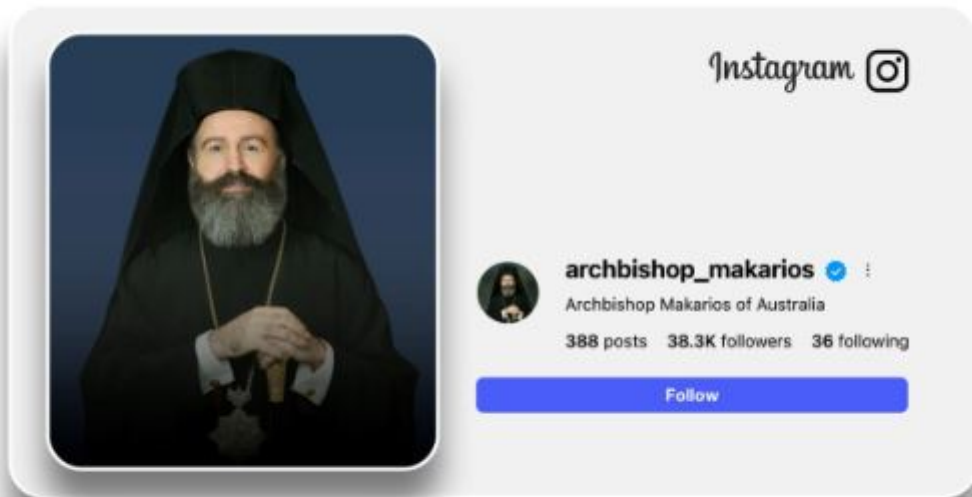 Instagram
archbishop_makarios
Archbishop Makarios of Australia
388 posts 38.3K followers 36 following
Follow